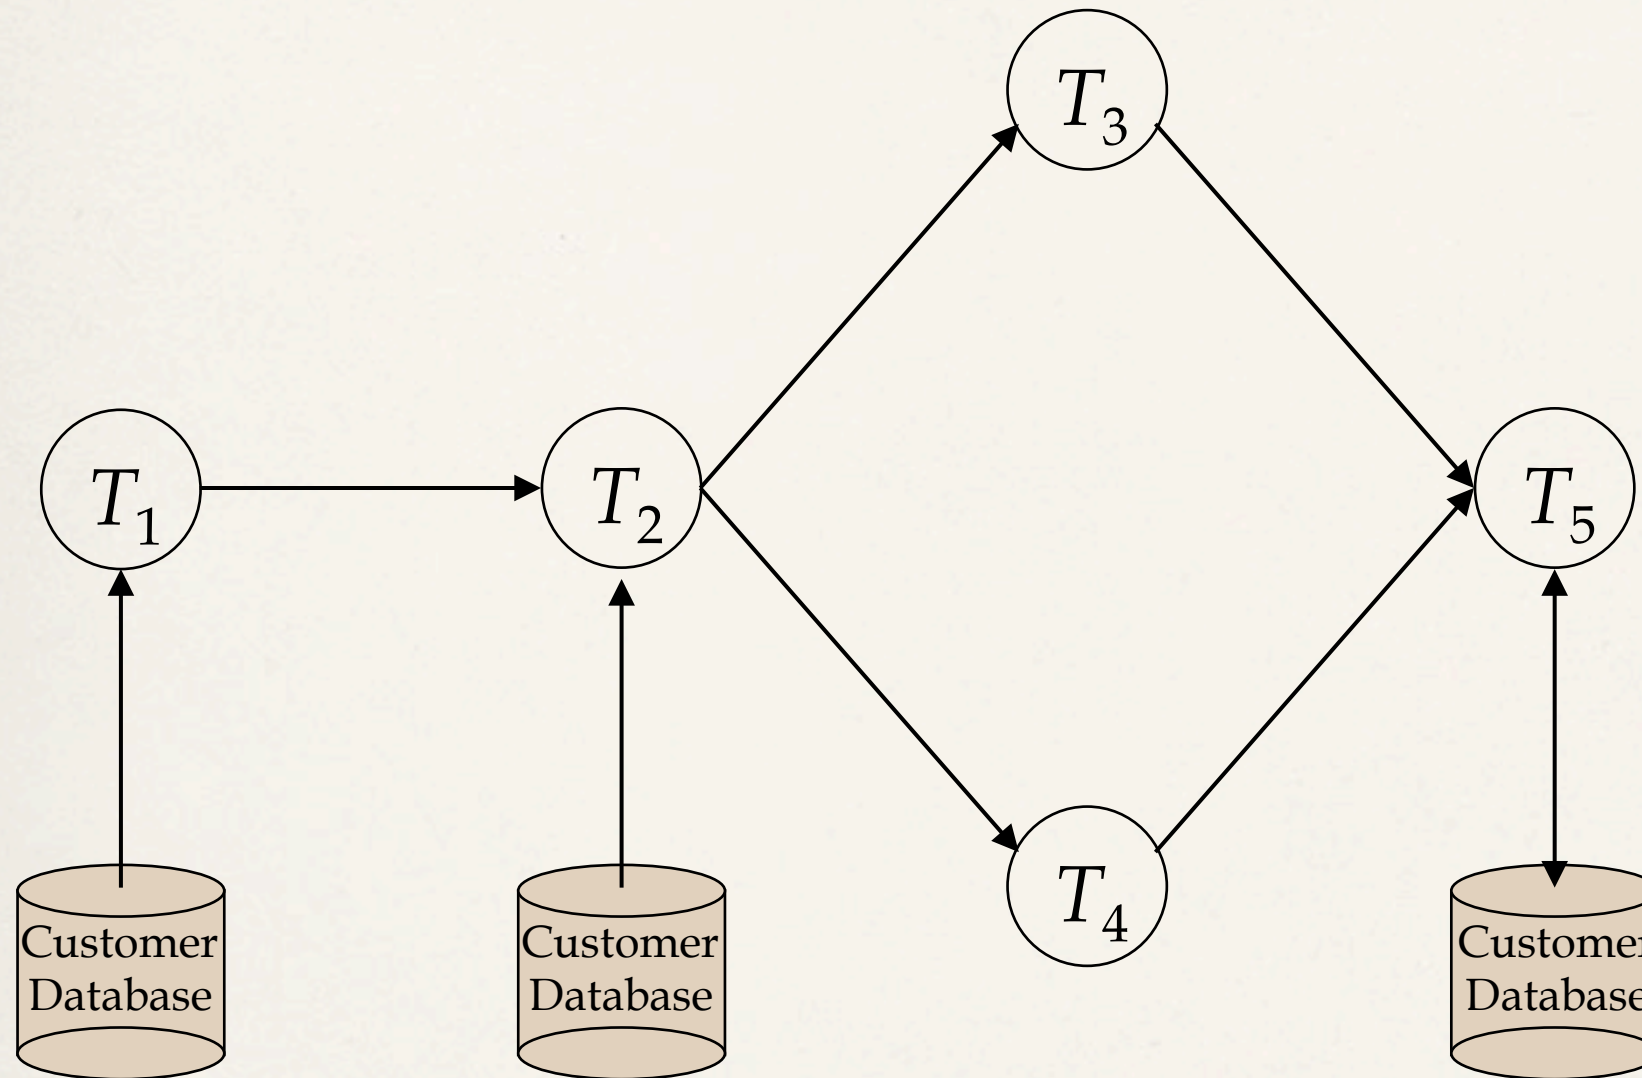 T3
T1
T2
T5
T4
Customer
Database
Customer
Database
Customer
Database